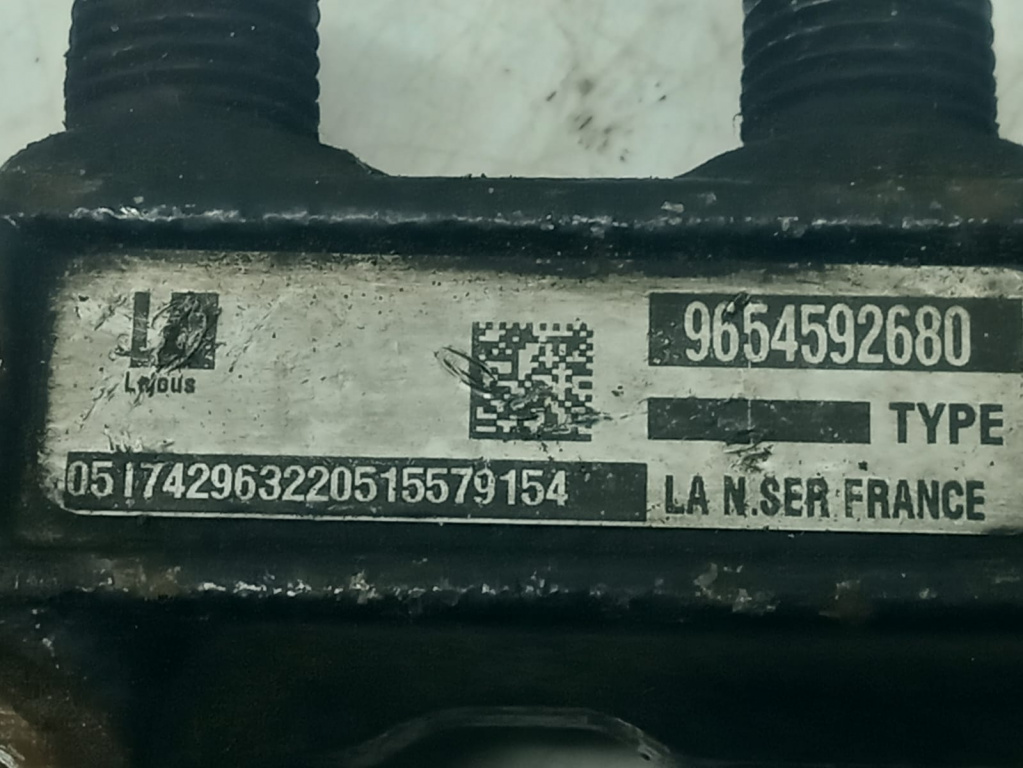 Lajous
9654592680
TYPE
051742963220515579154
LA N.SER FRANCE